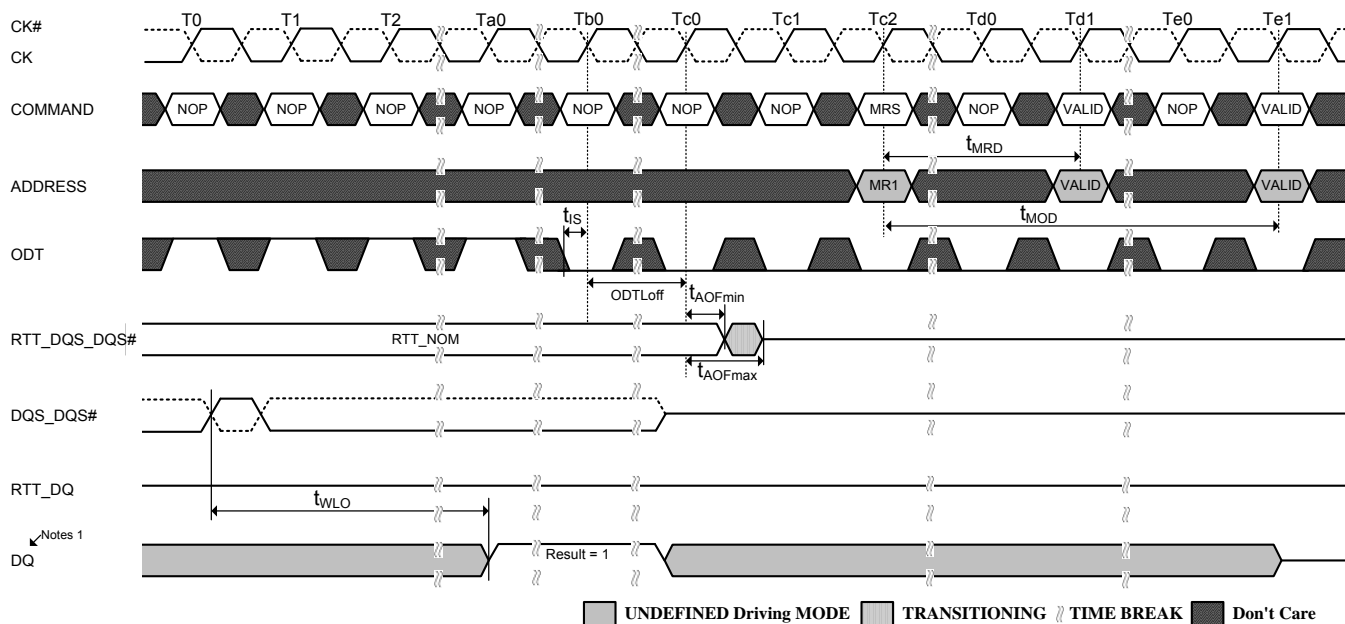 T0 T1 T2 Ta0 Tb0 Tc0 Tc1 Tc2 Td0 Td1 Te0 Te1
CK#
CK
COMMAND NOP NOP NOP NOP NOP NOP NOP MRS NOP VALID NOP VALID
tMRD
ADDRESS MR1 VALID VALID
tIS tMOD
ODT
ODTLoff tAOFmin
RTT_DQS_DQS# RTT_NOM
tAOFmax
DQS_DQS#
RTT_DQ
tWLO
Notes 1
DQ Result = 1
UNDEFINED Driving MODE TRANSITIONING TIME BREAK Don't Care